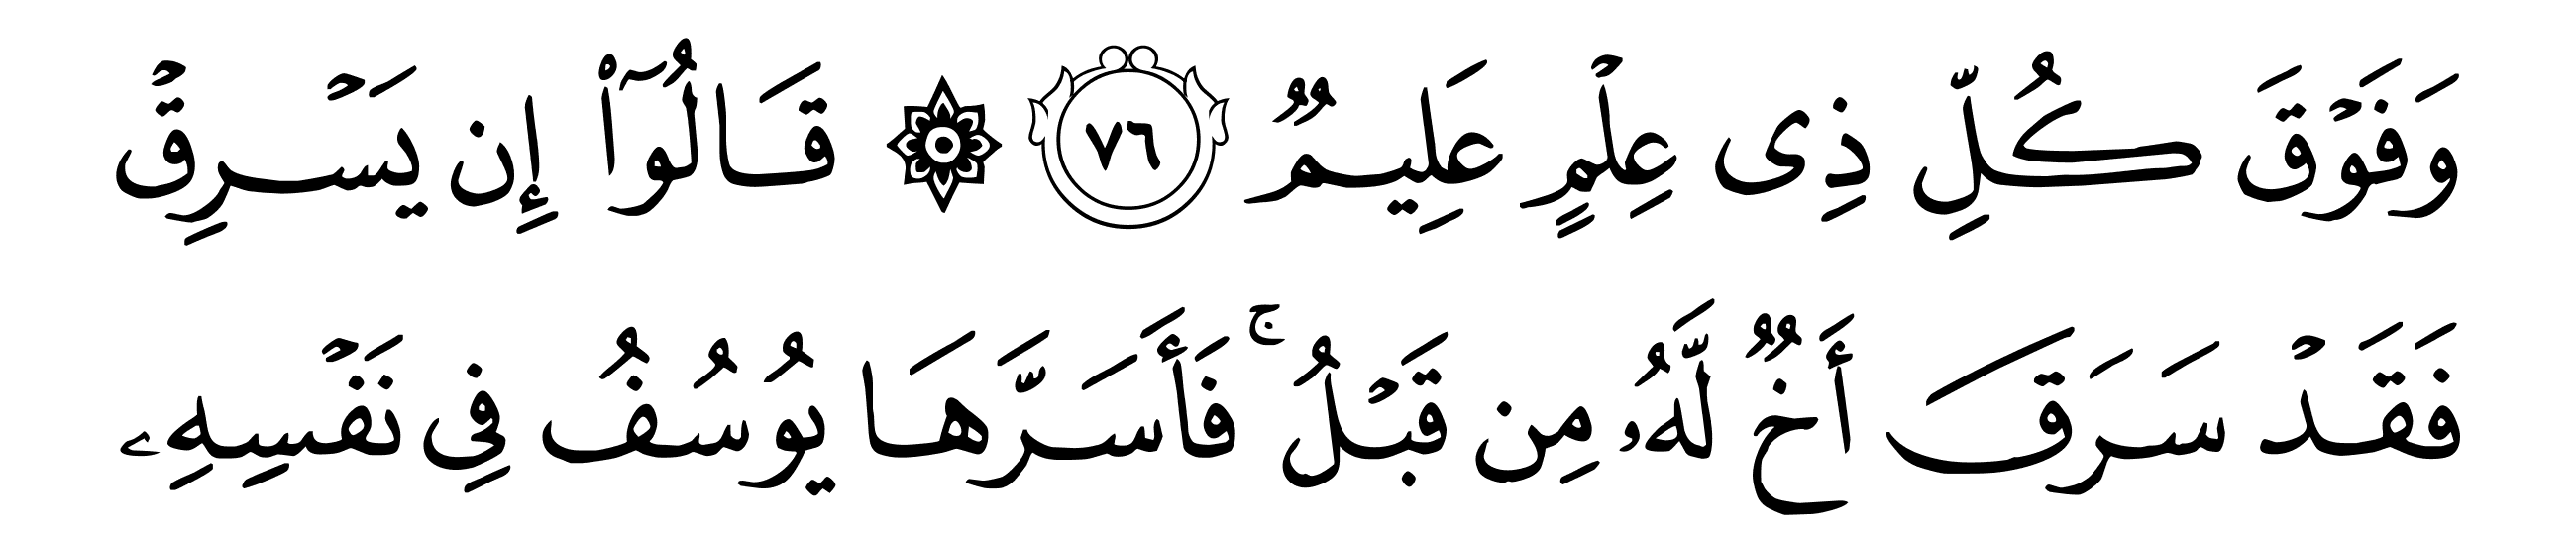 وَفَوۡقَ كُلِّ ذِى عِلۡمٍ عَلِيمٌۭ ٧٦ ۞ قَالُوٓاْ إِن يَسۡرِقۡ
فَقَدۡ سَرَقَ أَخٌۭ لَّهُۥ مِن قَبۡلُۚ فَأَسَرَّهَا يُوسُفُ فِى نَفۡسِهِۦ